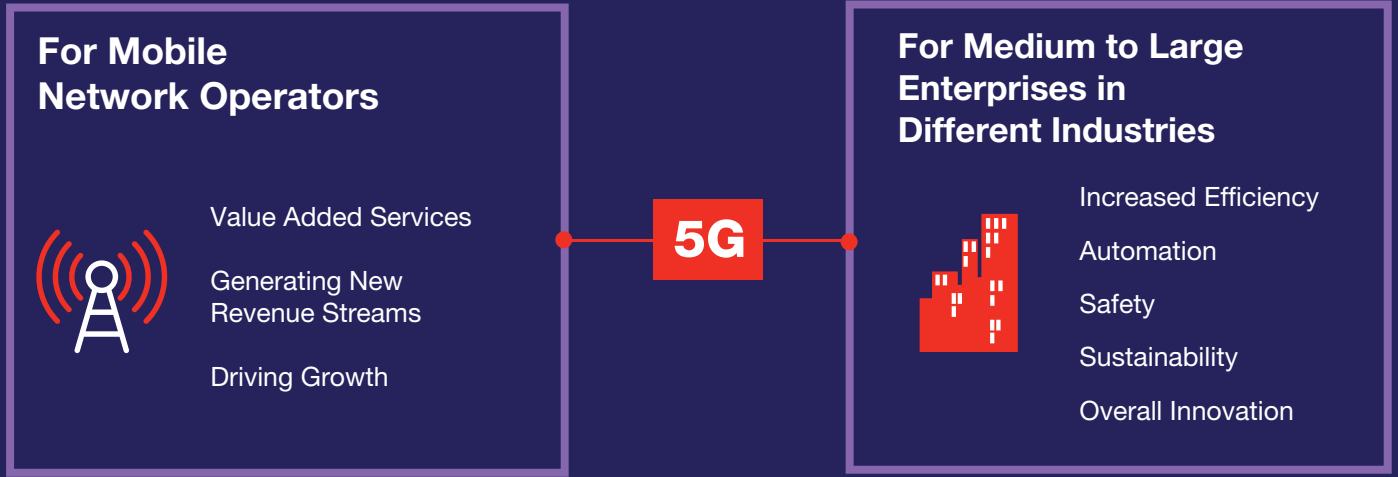 For Mobile
Network Operators
Value Added Services
Generating New
Revenue Streams
Driving Growth
5G
For Medium to Large
Enterprises in
Different Industries
Increased Efficiency
Automation
Safety
Sustainability
Overall Innovation